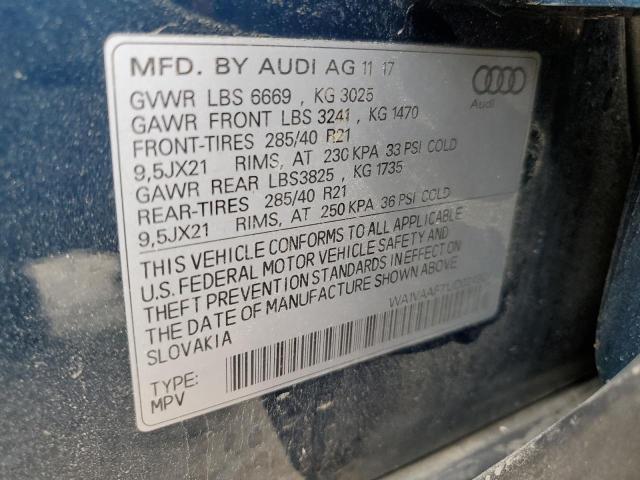 MFD. BY AUDI AG 11 17
Audi
GVWR LBS 6669 , KG 3025
GAWR FRONT LBS 3241 , KG 1470
FRONT-TIRES 285/40 R21
9,5JX21 RIMS, AT 230 KPA 33 PSI COLD
GAWR REAR LBS3825 , KG 1735
REAR-TIRES 285/40 R21
9,5JX21 RIMS, AT 250 KPA 36 PSI COLD
THIS VEHICLE CONFORMS TO ALL APPLICABLE
U.S. FEDERAL MOTOR VEHICLE SAFETY AND
THEFT PREVENTION STANDARDS IN EFFECT ON
THE DATE OF MANUFACTURE SHOWN ABOVE
SLOVAKIA
TYPE:
MPV